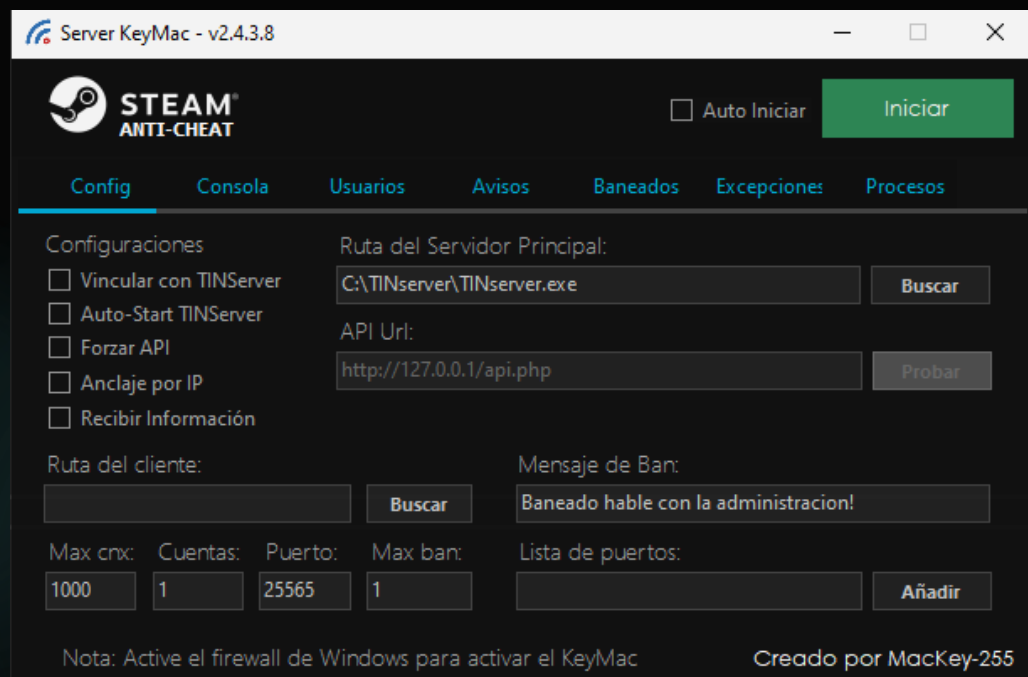 Server KeyMac - v2.4.3.8
STEAM®
ANTI-CHEAT
Auto Iniciar
Iniciar
Config Consola Usuarios Avisos Baneados Excepciones Procesos
Configuraciones
Vincular con TINServer
Auto-Start TINServer
Forzar API
Anclaje por IP
Recibir Información
Ruta del Servidor Principal:
C:\TINserver\TINserver.exe
Buscar
API Url:
http://127.0.0.1/api.php
Probar
Ruta del cliente:
Buscar
Mensaje de Ban:
Baneado hable con la administracion!
Max cnx: Cuentas: Puerto: Max ban:
1000 1 25565 1
Lista de puertos:
Añadir
Nota: Active el firewall de Windows para activar el KeyMac
Creado por MacKey-255